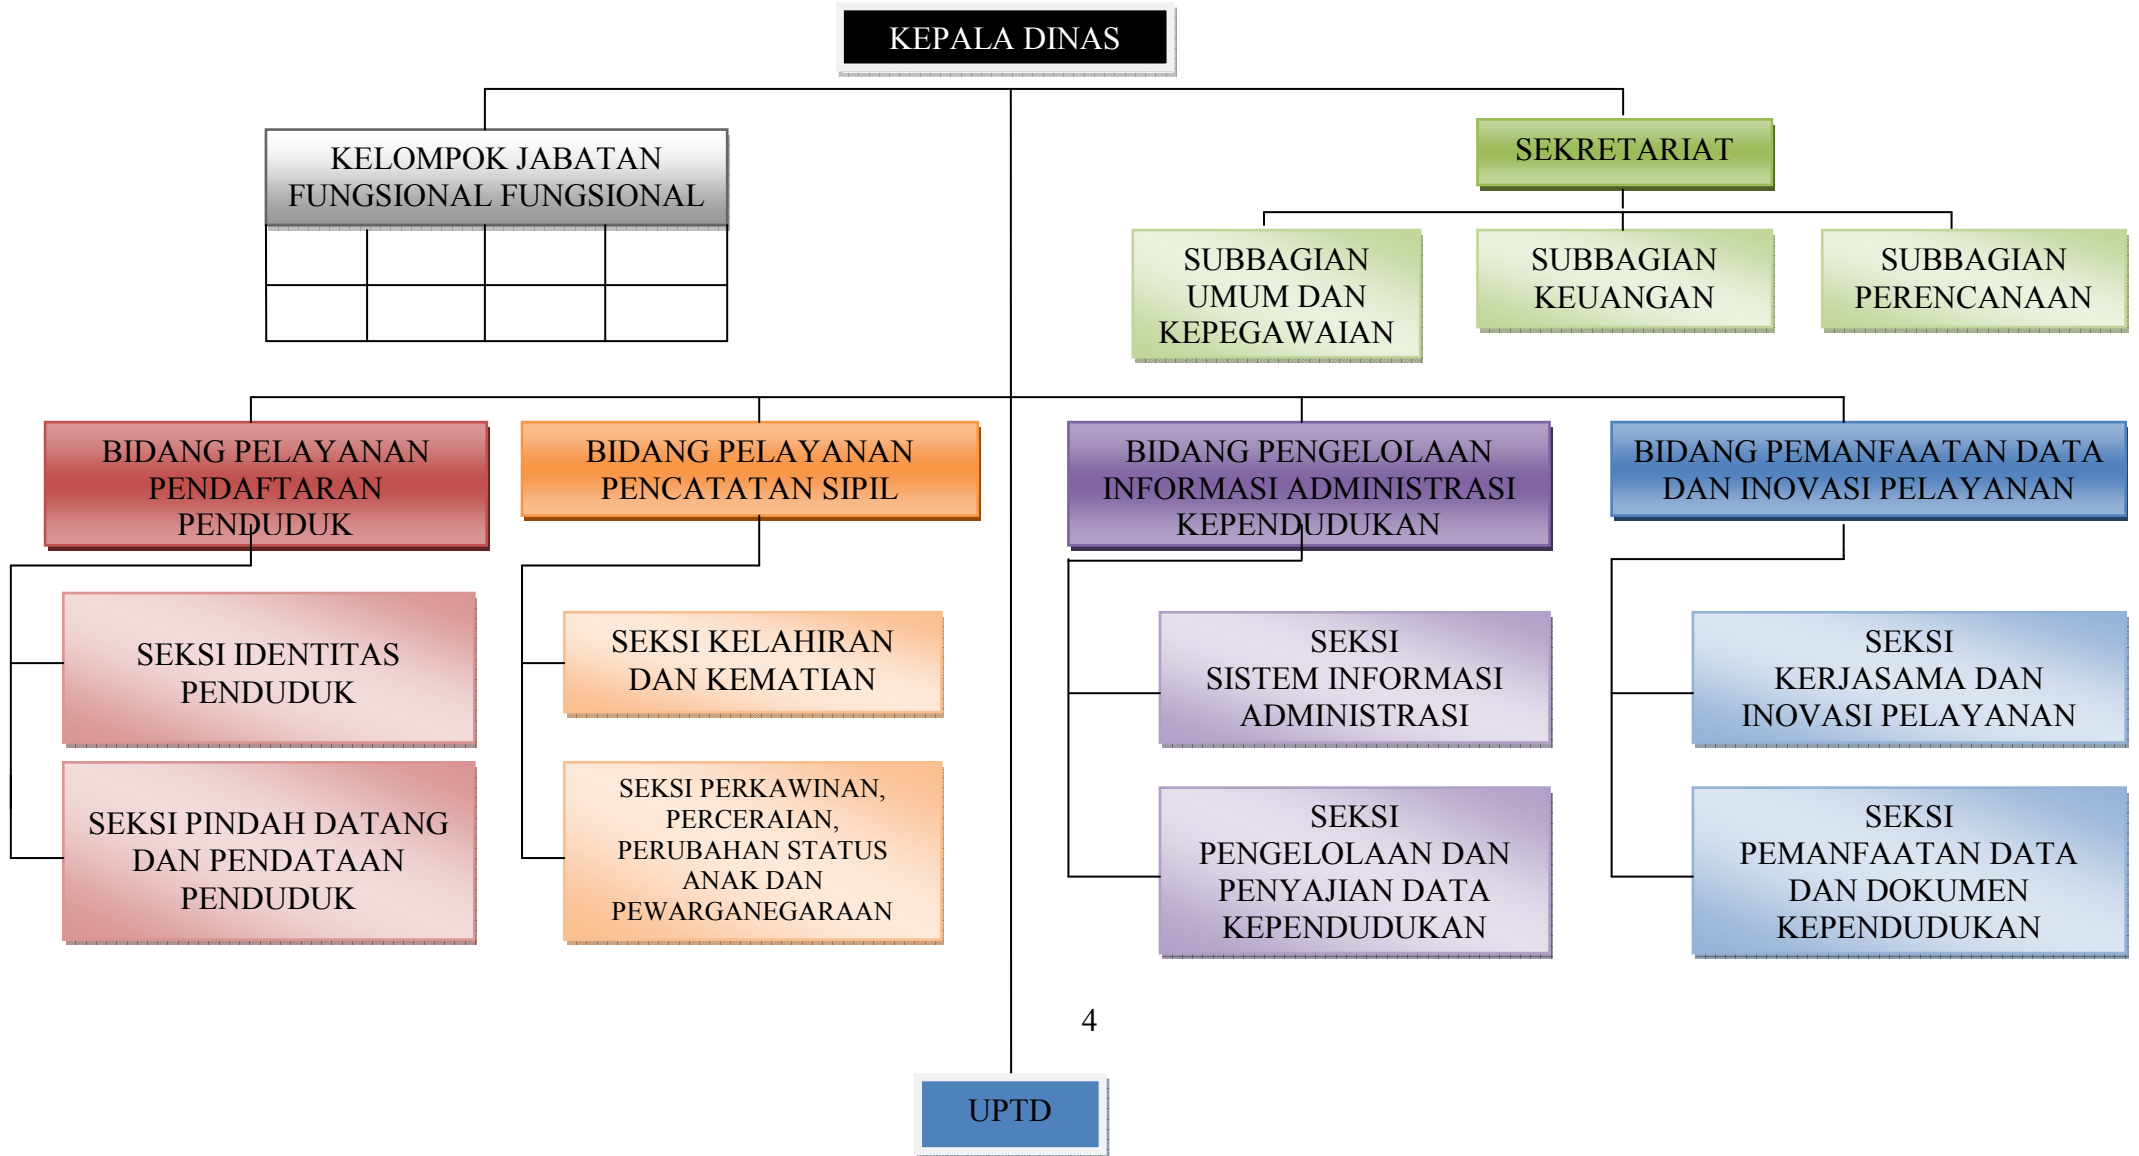 KEPALA DINAS
KELOMPOK JABATAN
FUNGSIONAL FUNGSIONAL
SEKRETARIAT
SUBBAGIAN
UMUM DAN
KEPEGAWAIAN
SUBBAGIAN
KEUANGAN
SUBBAGIAN
PERENCANAAN
BIDANG PELAYANAN
PENDAFTARAN
PENDUDUK
BIDANG PELAYANAN
PENCATATAN SIPIL
BIDANG PENGELOLAAN
INFORMASI ADMINISTRASI
KEPENDUDUKAN
BIDANG PEMANFAATAN DATA
DAN INOVASI PELAYANAN
SEKSI IDENTITAS
PENDUDUK
SEKSI KELAHIRAN
DAN KEMATIAN
SEKSI
SISTEM INFORMASI
ADMINISTRASI
SEKSI
KERJASAMA DAN
INOVASI PELAYANAN
SEKSI PINDAH DATANG
DAN PENDATAAN
PENDUDUK
SEKSI PERKAWINAN,
PERCERAIAN,
PERUBAHAN STATUS
ANAK DAN
PEWARGANEGARAAN
SEKSI
PENGELOLAAN DAN
PENYAJIAN DATA
KEPENDUDUKAN
SEKSI
PEMANFAATAN DATA
DAN DOKUMEN
KEPENDUDUKAN
4
UPTD